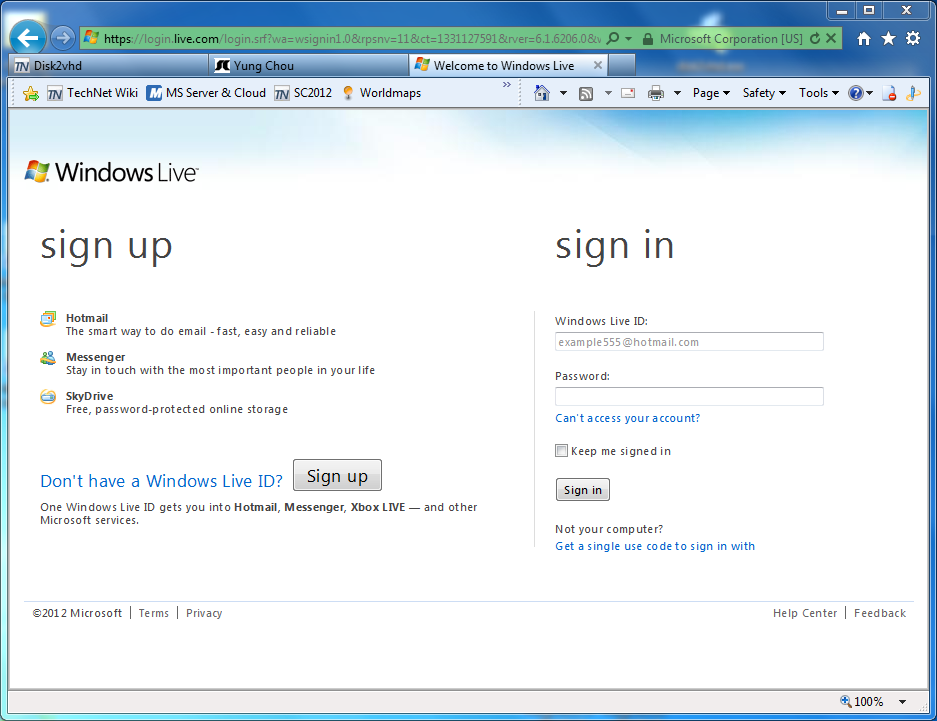 https://login.live.com/login.srf?wa=wsignin1.0&rpsnv=11&ct=1331127591&rver=6.1.6206.0&
Microsoft Corporation [US]
Disk2vhd
Yung Chou
Welcome to Windows Live
TechNet Wiki
MS Server & Cloud
SC2012
Worldmaps
Page
Safety
Tools
Windows Live
sign up
Hotmail
The smart way to do email - fast, easy and reliable
Messenger
Stay in touch with the most important people in your life
SkyDrive
Free, password-protected online storage
Don't have a Windows Live ID?
Sign up
One Windows Live ID gets you into Hotmail, Messenger, Xbox LIVE — and other
Microsoft services.
sign in
Windows Live ID:
example555@hotmail.com
Password:
Can't access your account?
Keep me signed in
Sign in
Not your computer?
Get a single use code to sign in with
©2012 Microsoft
Terms
Privacy
Help Center
Feedback
100%